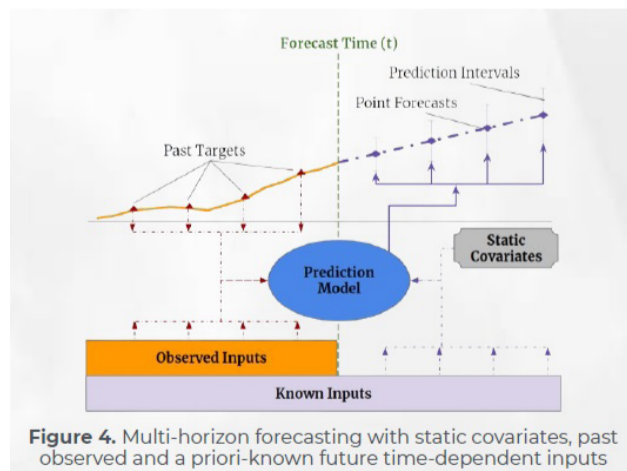 Forecast Time (t)
Prediction Intervals
Point Forecasts
Past Targets
Static
Covariates
Prediction
Model
Observed Inputs
Known Inputs
Figure 4. Multi-horizon forecasting with static covariates, past
observed and a priori-known future time-dependent inputs